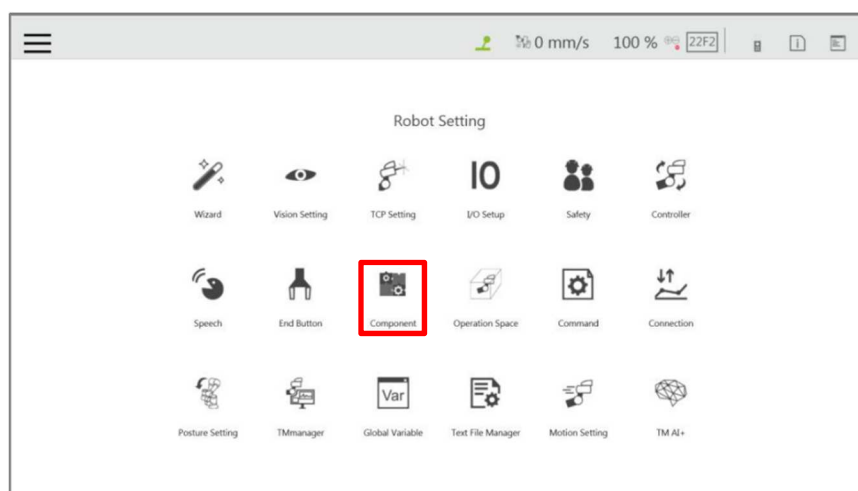 0 mm/s 100 % 22F2
Robot Setting
IO
Wizard Vision Setting TCP Setting I/O Setup Safety Controller
Speech End Button Component Operation Space Command Connection
Var
Posture Setting TMmanager Global Variable Text File Manager Motion Setting TM AI+